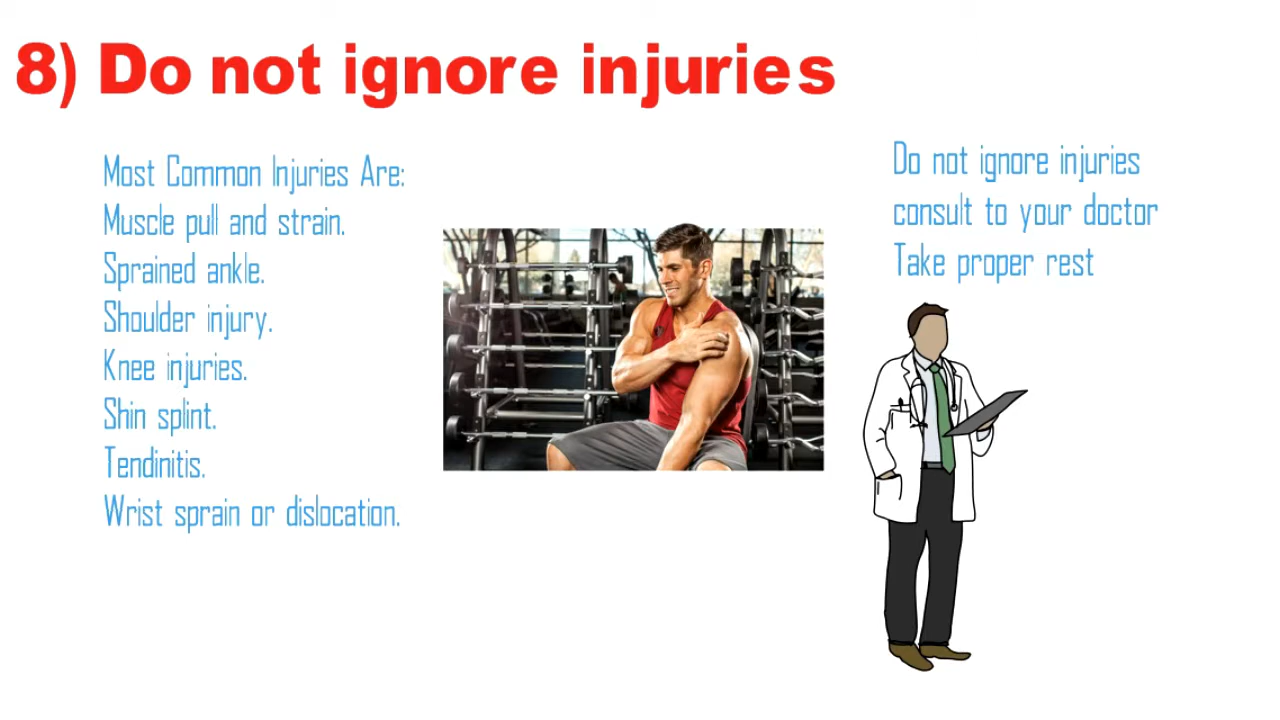 8) Do not ignore injuries
Most Common Injuries Are:
Muscle pull and strain.
Sprained ankle.
Shoulder injury.
Knee injuries.
Shin splint.
Tendinitis.
Wrist sprain or dislocation.
Do not ignore injuries
consult to your doctor
Take proper rest